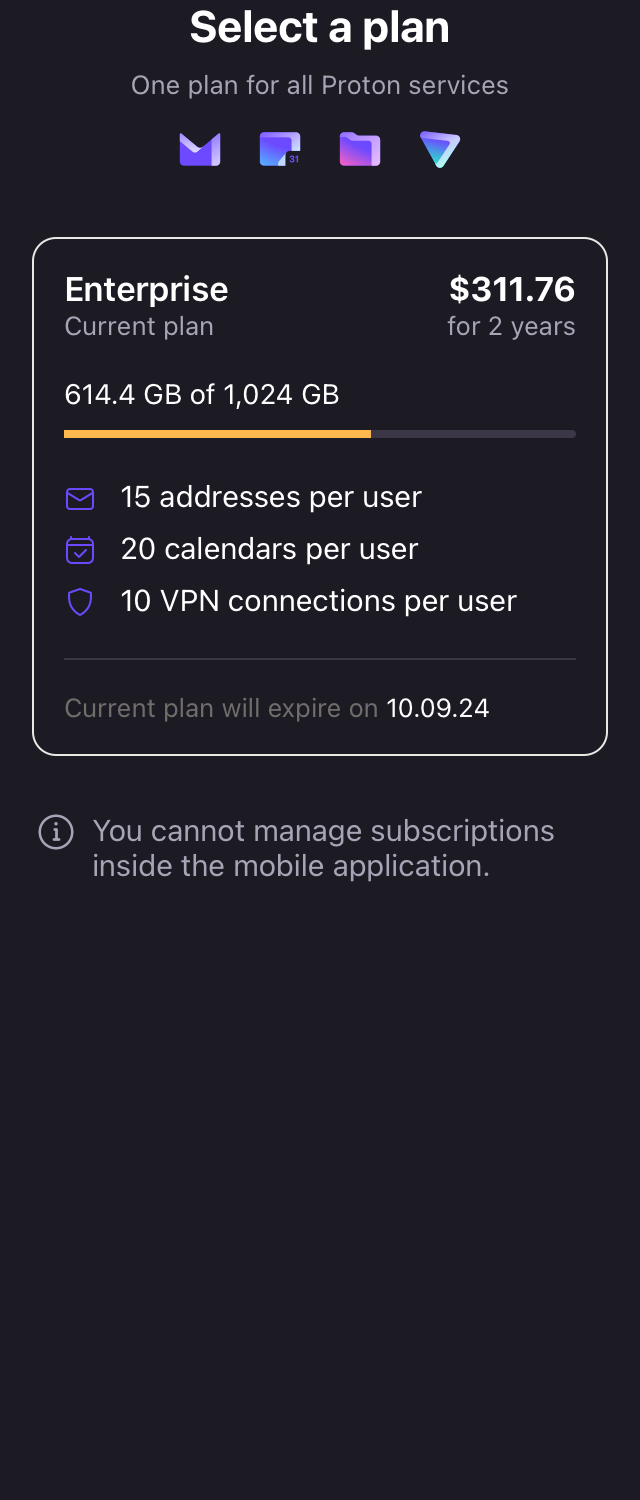 Select a plan
One plan for all Proton services
31
Enterprise
$311.76
Current plan
for 2 years
614.4 GB of 1,024 GB
15 addresses per user
20 calendars per user
10 VPN connections per user
Current plan will expire on 10.09.24
You cannot manage subscriptions
inside the mobile application.